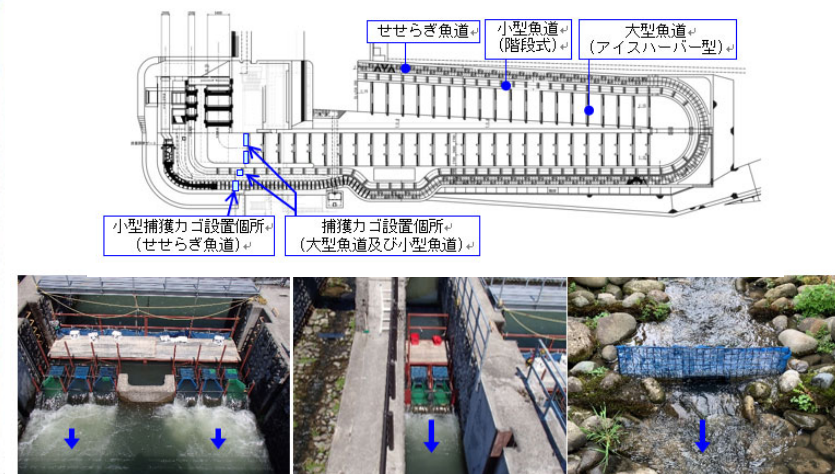 せせらぎ魚道
小型魚道
（階段式）
大型魚道
（アイスハーバー型）
小型捕獲カゴ設置個所
（せせらぎ魚道）
捕獲カゴ設置個所
（大型魚道及び小型魚道）